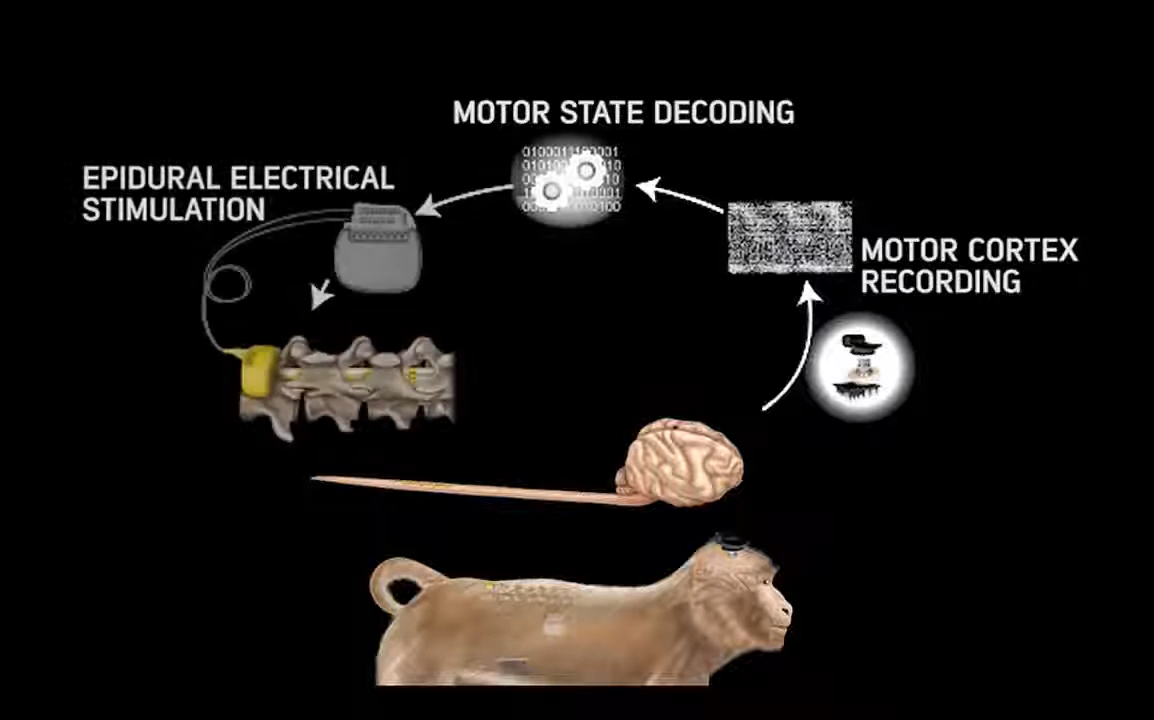 MOTOR STATE DECODING
EPIDURAL ELECTRICAL
STIMULATION
MOTOR CORTEX
RECORDING